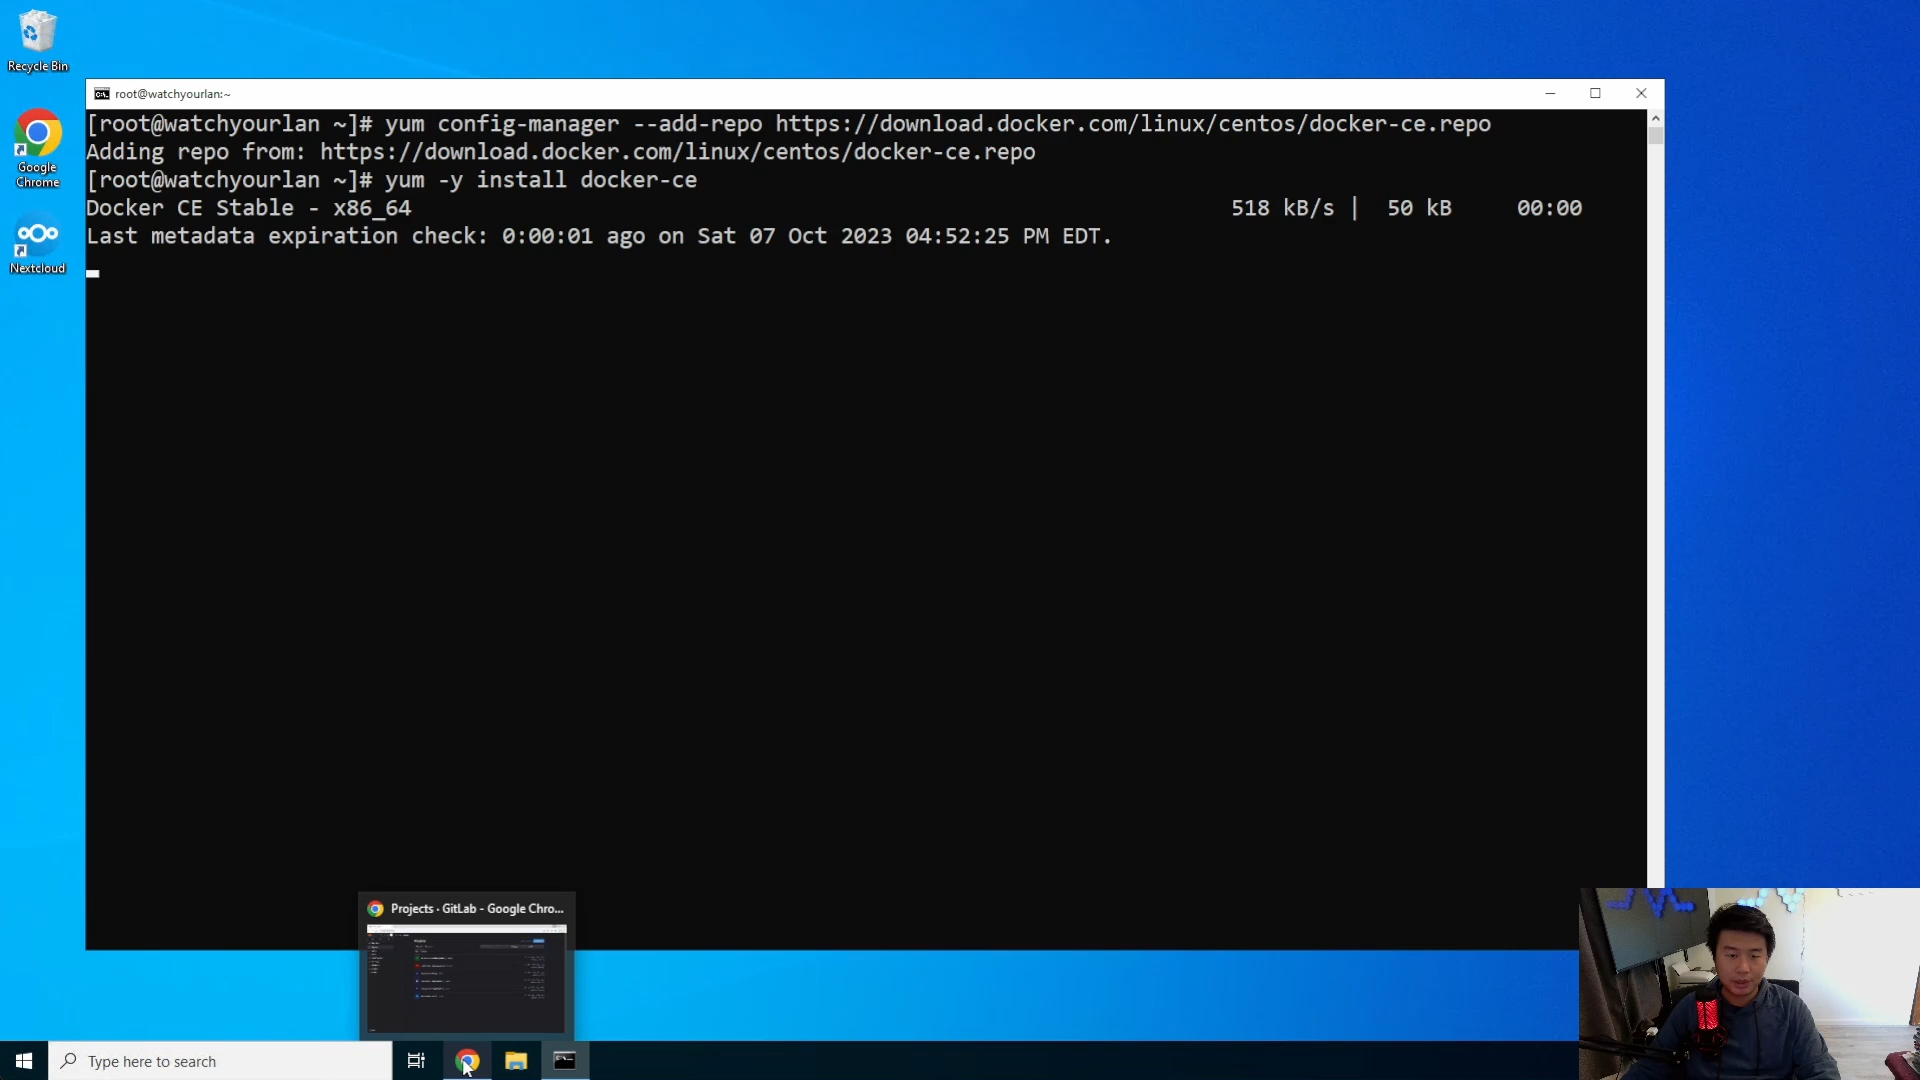 Recycle Bin
Google
Chrome
Nextcloud
root@watchyourlan:~
[root@watchyourlan ~]# yum config-manager --add-repo https://download.docker.com/linux/centos/docker-ce.repo
Adding repo from: https://download.docker.com/linux/centos/docker-ce.repo
[root@watchyourlan ~]# yum -y install docker-ce
Docker CE Stable - x86_64 518 kB/s | 50 kB 00:00
Last metadata expiration check: 0:00:01 ago on Sat 07 Oct 2023 04:52:25 PM EDT.
Projects · GitLab - Google Chro...
Type here to search